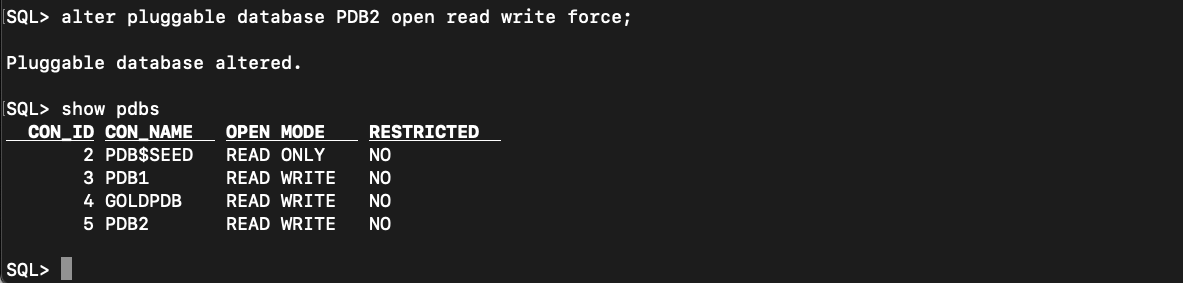 SQL> alter pluggable database PDB2 open read write force;
Pluggable database altered.
SQL> show pdbs
CON_ID CON_NAME OPEN MODE RESTRICTED
2 PDB$SEED READ ONLY NO
3 PDB1 READ WRITE NO
4 GOLDPDB READ WRITE NO
5 PDB2 READ WRITE NO
SQL>